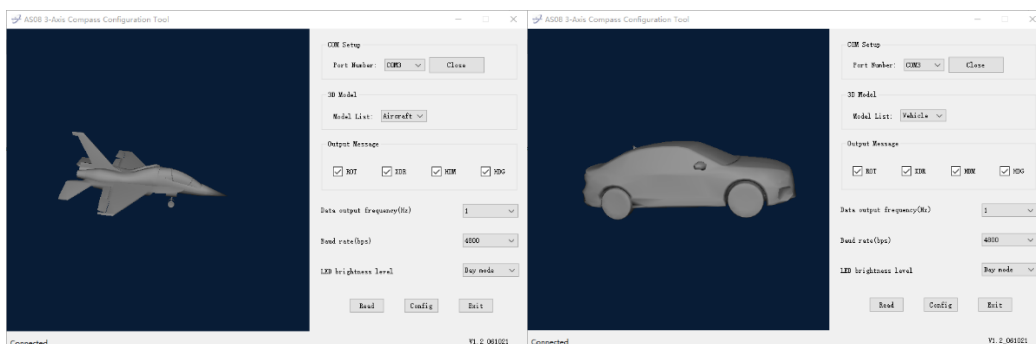 AS08 3-Axis Compass Configuration Tool
COM Setup
Port Number: COM3 Close
3D Model
Model List: Aircraft
Output Message
ROT XDR HDM HDG
Data output frequency(Hz) 1
Baud rate(bps) 4800
LED brightness level Day mode
Read Config Exit
Connected V1.2_061021
AS08 3-Axis Compass Configuration Tool
COM Setup
Port Number: COM3 Close
3D Model
Model List: Vehicle
Output Message
ROT XDR HDM HDG
Data output frequency(Hz) 1
Baud rate(bps) 4800
LED brightness level Day mode
Read Config Exit
Connected V1.2_061021